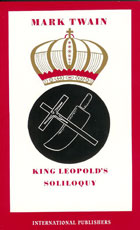 MARK TWAIN
KING LEOPOLD'S
SOLILOQUY
INTERNATIONAL PUBLISHERS